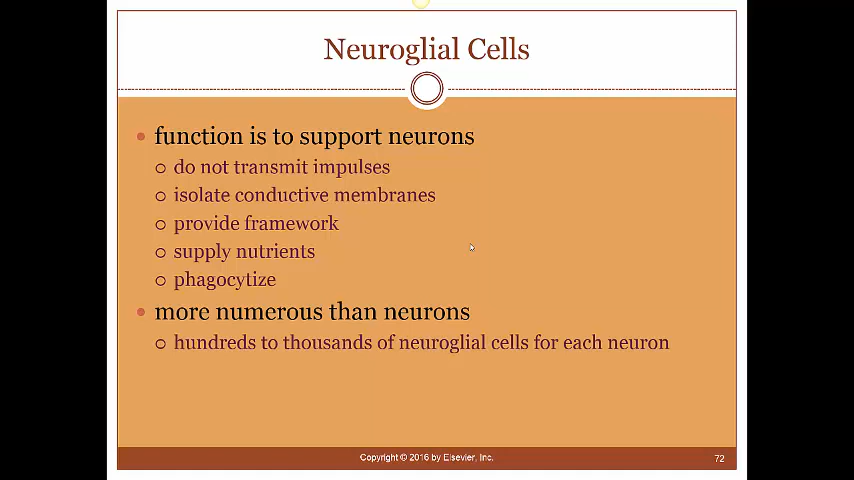 Neuroglial Cells
function is to support neurons
do not transmit impulses
isolate conductive membranes
provide framework
supply nutrients
phagocytize
more numerous than neurons
hundreds to thousands of neuroglial cells for each neuron
Copyright © 2016 by Elsevier, Inc.
72